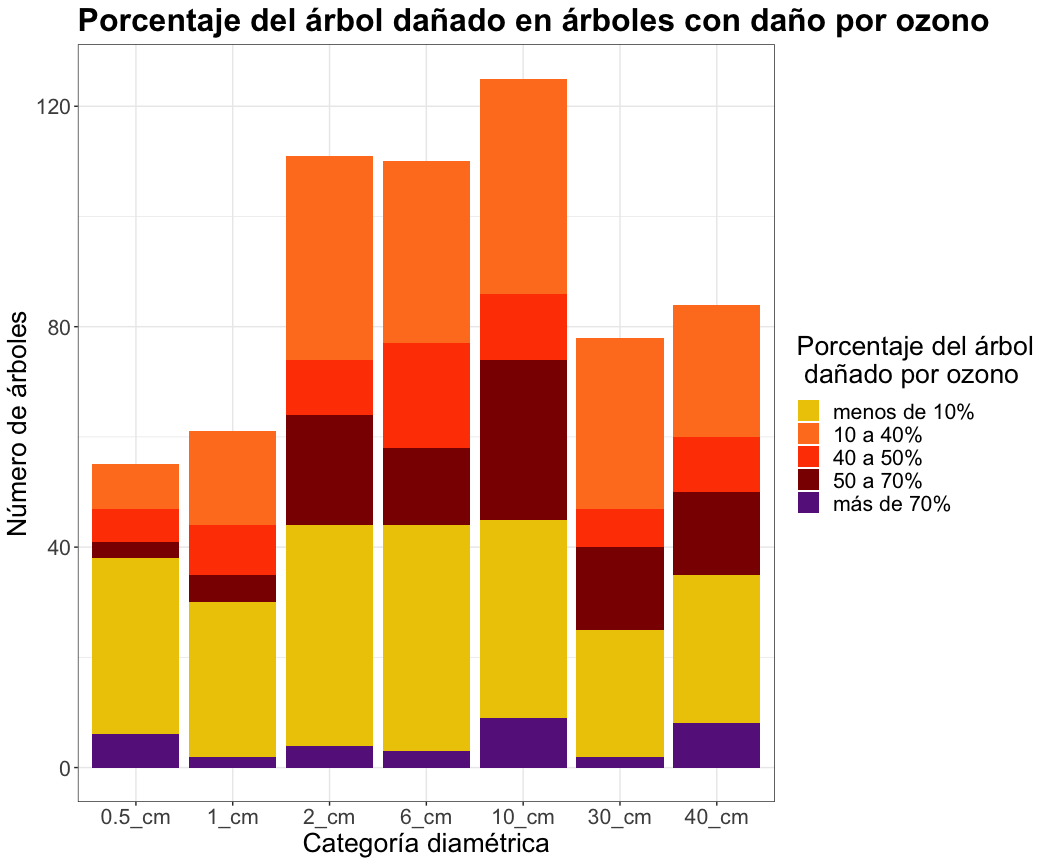 Porcentaje del árbol dañado en árboles con daño por ozono
120
80
40
0
Número de árboles
0.5_cm 1_cm 2_cm 6_cm 10_cm 30_cm 40_cm
Categoría diamétrica
Porcentaje del árbol
dañado por ozono
menos de 10%
10 a 40%
40 a 50%
50 a 70%
más de 70%